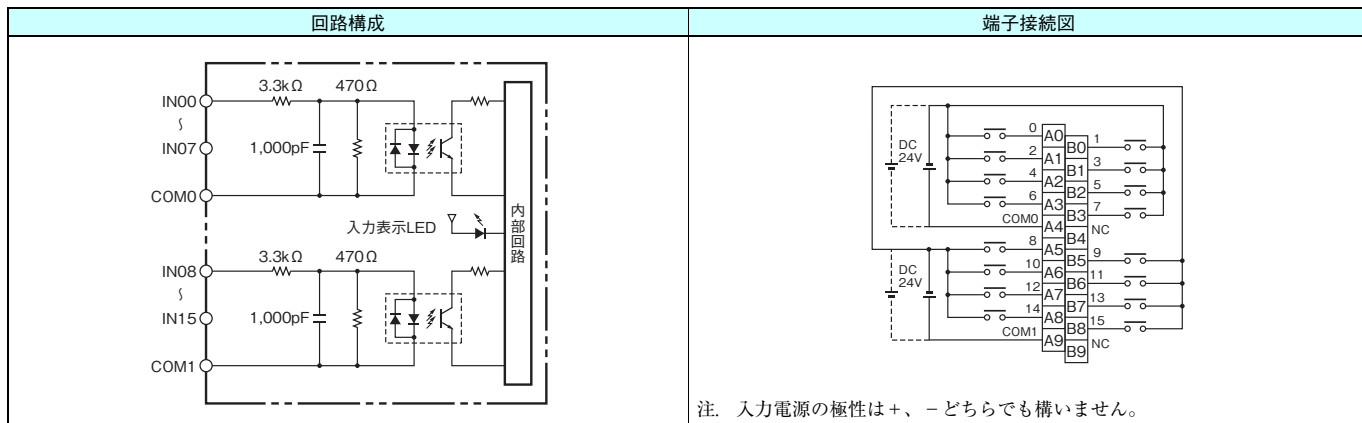 回路構成
端子接続図
3.3kΩ 470Ω
IN00
∫
IN07
1,000pF
COM0
入力表示LED
内部回路
3.3kΩ 470Ω
IN08
∫
IN15
1,000pF
COM1
DC
24V
0 A0
B0 1
2 A1
B1 3
4 A2
B2 5
6 A3
B3 7
COM0 A4
B4 NC
DC
24V
8 A5
B5 9
10 A6
B6 11
12 A7
B7 13
14 A8
B8 15
COM1 A9
B9 NC
注. 入力電源の極性は+、−どちらでも構いません。